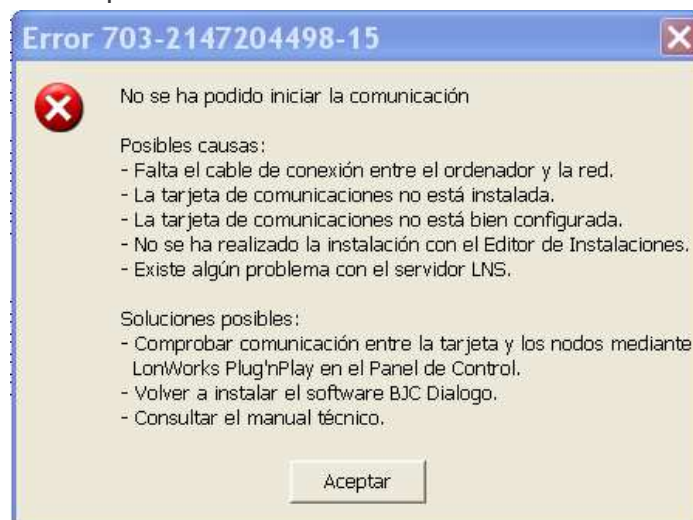 Error 703-2147204498-15
No se ha podido iniciar la comunicación
Posibles causas:
- Falta el cable de conexión entre el ordenador y la red.
- La tarjeta de comunicaciones no está instalada.
- La tarjeta de comunicaciones no está bien configurada.
- No se ha realizado la instalación con el Editor de Instalaciones.
- Existe algún problema con el servidor LNS.
Soluciones posibles:
- Comprobar comunicación entre la tarjeta y los nodos mediante
LonWorks Plug'nPlay en el Panel de Control.
- Volver a instalar el software BJC Dialogo.
- Consultar el manual técnico.
Aceptar